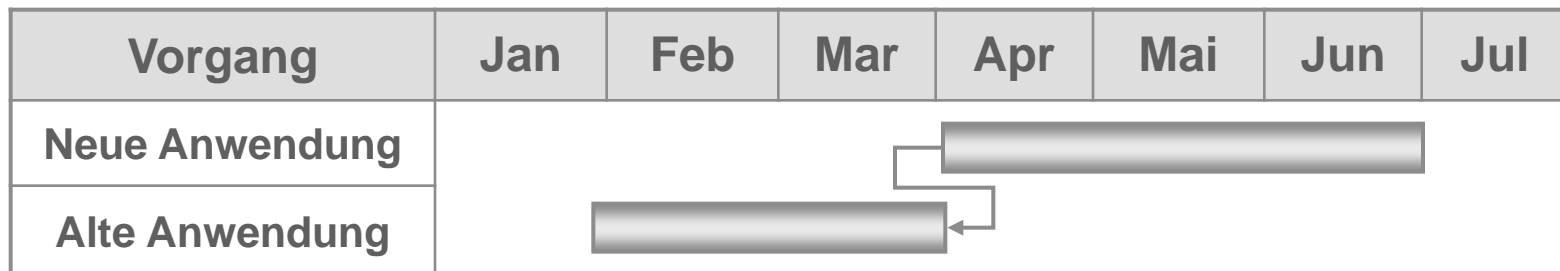 Vorgang Jan Feb Mar Apr Mai Jun Jul
Neue Anwendung
Alte Anwendung